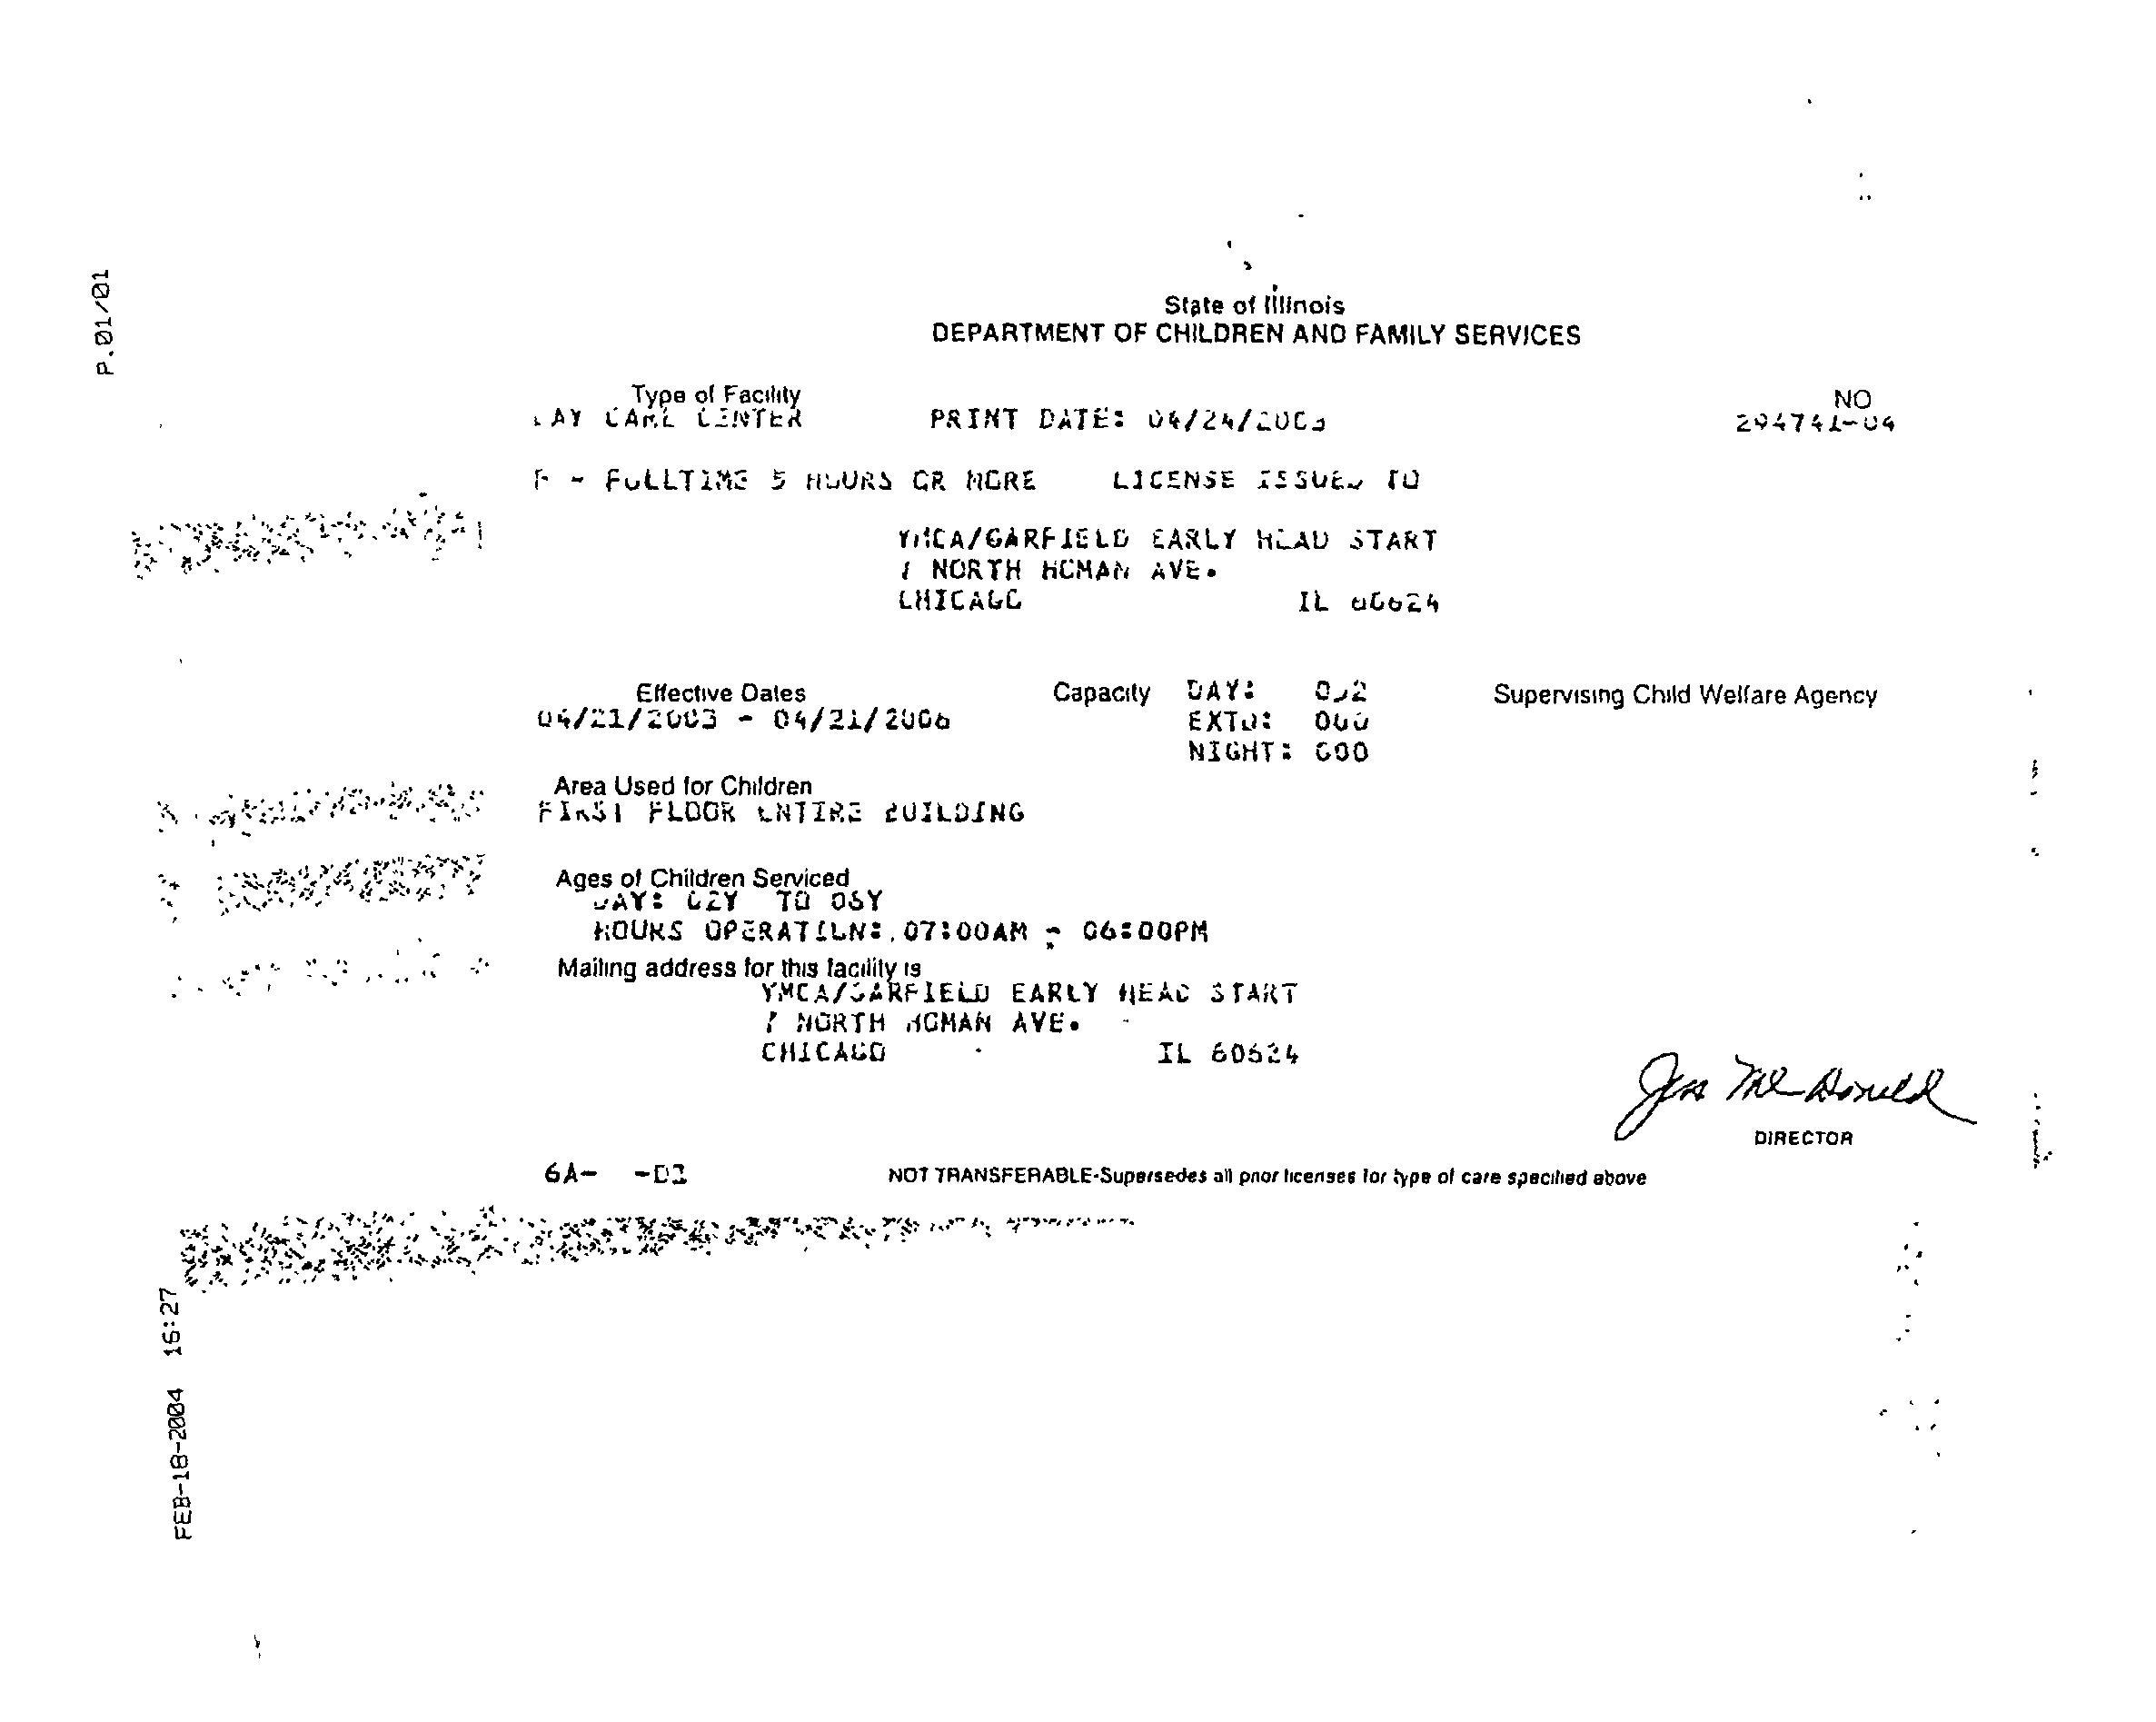 P.01/01
State of Illinois
DEPARTMENT OF CHILDREN AND FAMILY SERVICES
Type of Facility
DAY CARE CENTER PRINT DATE: 04/24/2003
NO
294741-04
F - FULLTIME 5 HOURS OR MORE LICENSE ISSUED TO
YMCA/GARFIELD EARLY HEAD START
7 NORTH HOMAN AVE.
CHICAGO IL 60624
Effective Dates
04/21/2003 - 04/21/2006
Capacity DAY:
EXTD: 000
NIGHT: 000
Supervising Child Welfare Agency
Area Used for Children
FIRST FLOOR ENTIRE BUILDING
Ages of Children Serviced
DAY: 02Y TO 06Y
HOURS OPERATION: 07:00AM - 06:00PM
Mailing address for this facility is
YMCA/GARFIELD EARLY HEAD START
7 NORTH HOMAN AVE.
CHICAGO IL 60624
Jess McDonald
DIRECTOR
6A-
NOT TRANSFERABLE-Supersedes all prior licenses for type of care specified above
FEB-18-2004 16:27